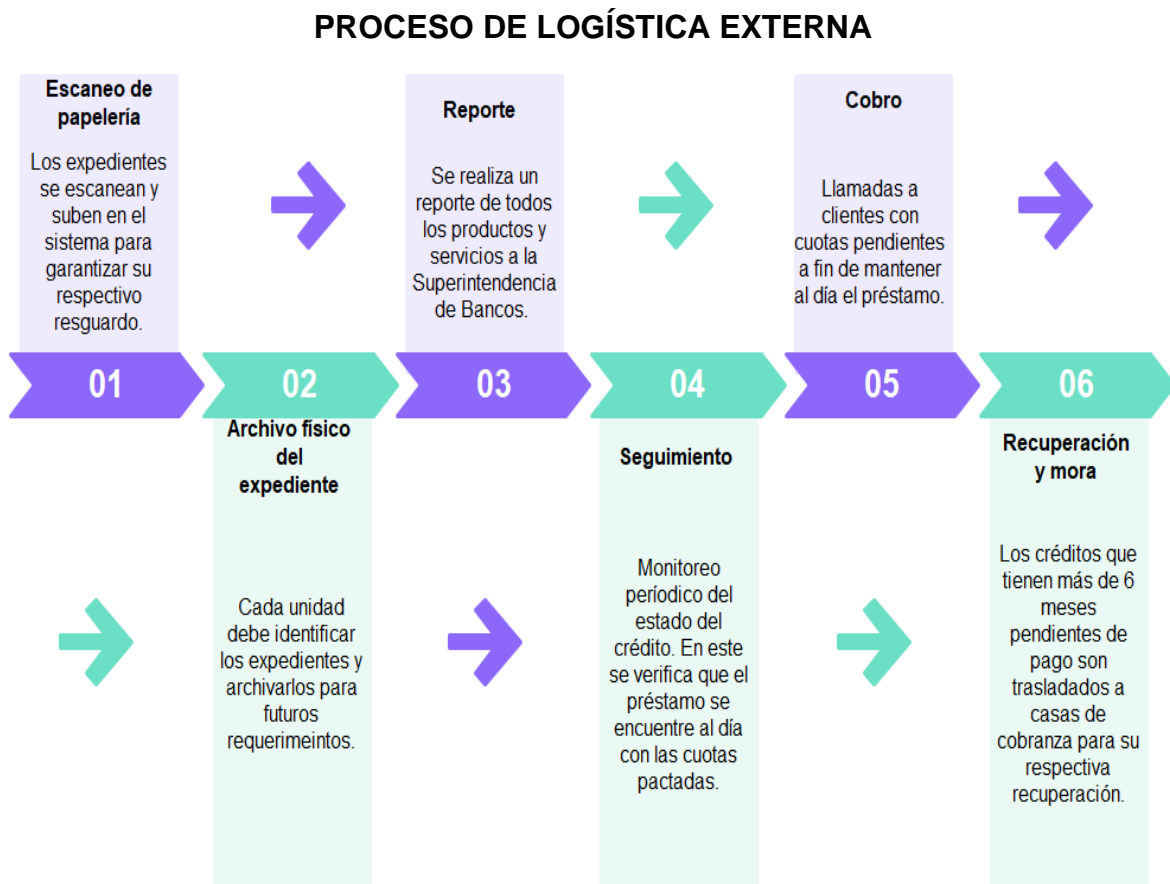 PROCESO DE LOGÍSTICA EXTERNA
Escaneo de
papelería
Los expedientes
se escanean y
suben en el
sistema para
garantizar su
respectivo
resguardo.
01
02
Archivo físico
del
expediente
Cada unidad
debe identificar
los expedientes y
archivarlos para
futuros
requerimeintos.
Reporte
Se realiza un
reporte de todos
los productos y
servicios a la
Superintendencia
de Bancos.
03
04
Seguimiento
Monitoreo
períodico del
estado del
crédito. En este
se verifica que el
préstamo se
encuentre al día
con las cuotas
pactadas.
Cobro
Llamadas a
clientes con
cuotas pendientes
a fin de mantener
al día el préstamo.
05
06
Recuperación
y mora
Los créditos que
tienen más de 6
meses
pendientes de
pago son
trasladados a
casas de
cobranza para su
respectiva
recuperación.